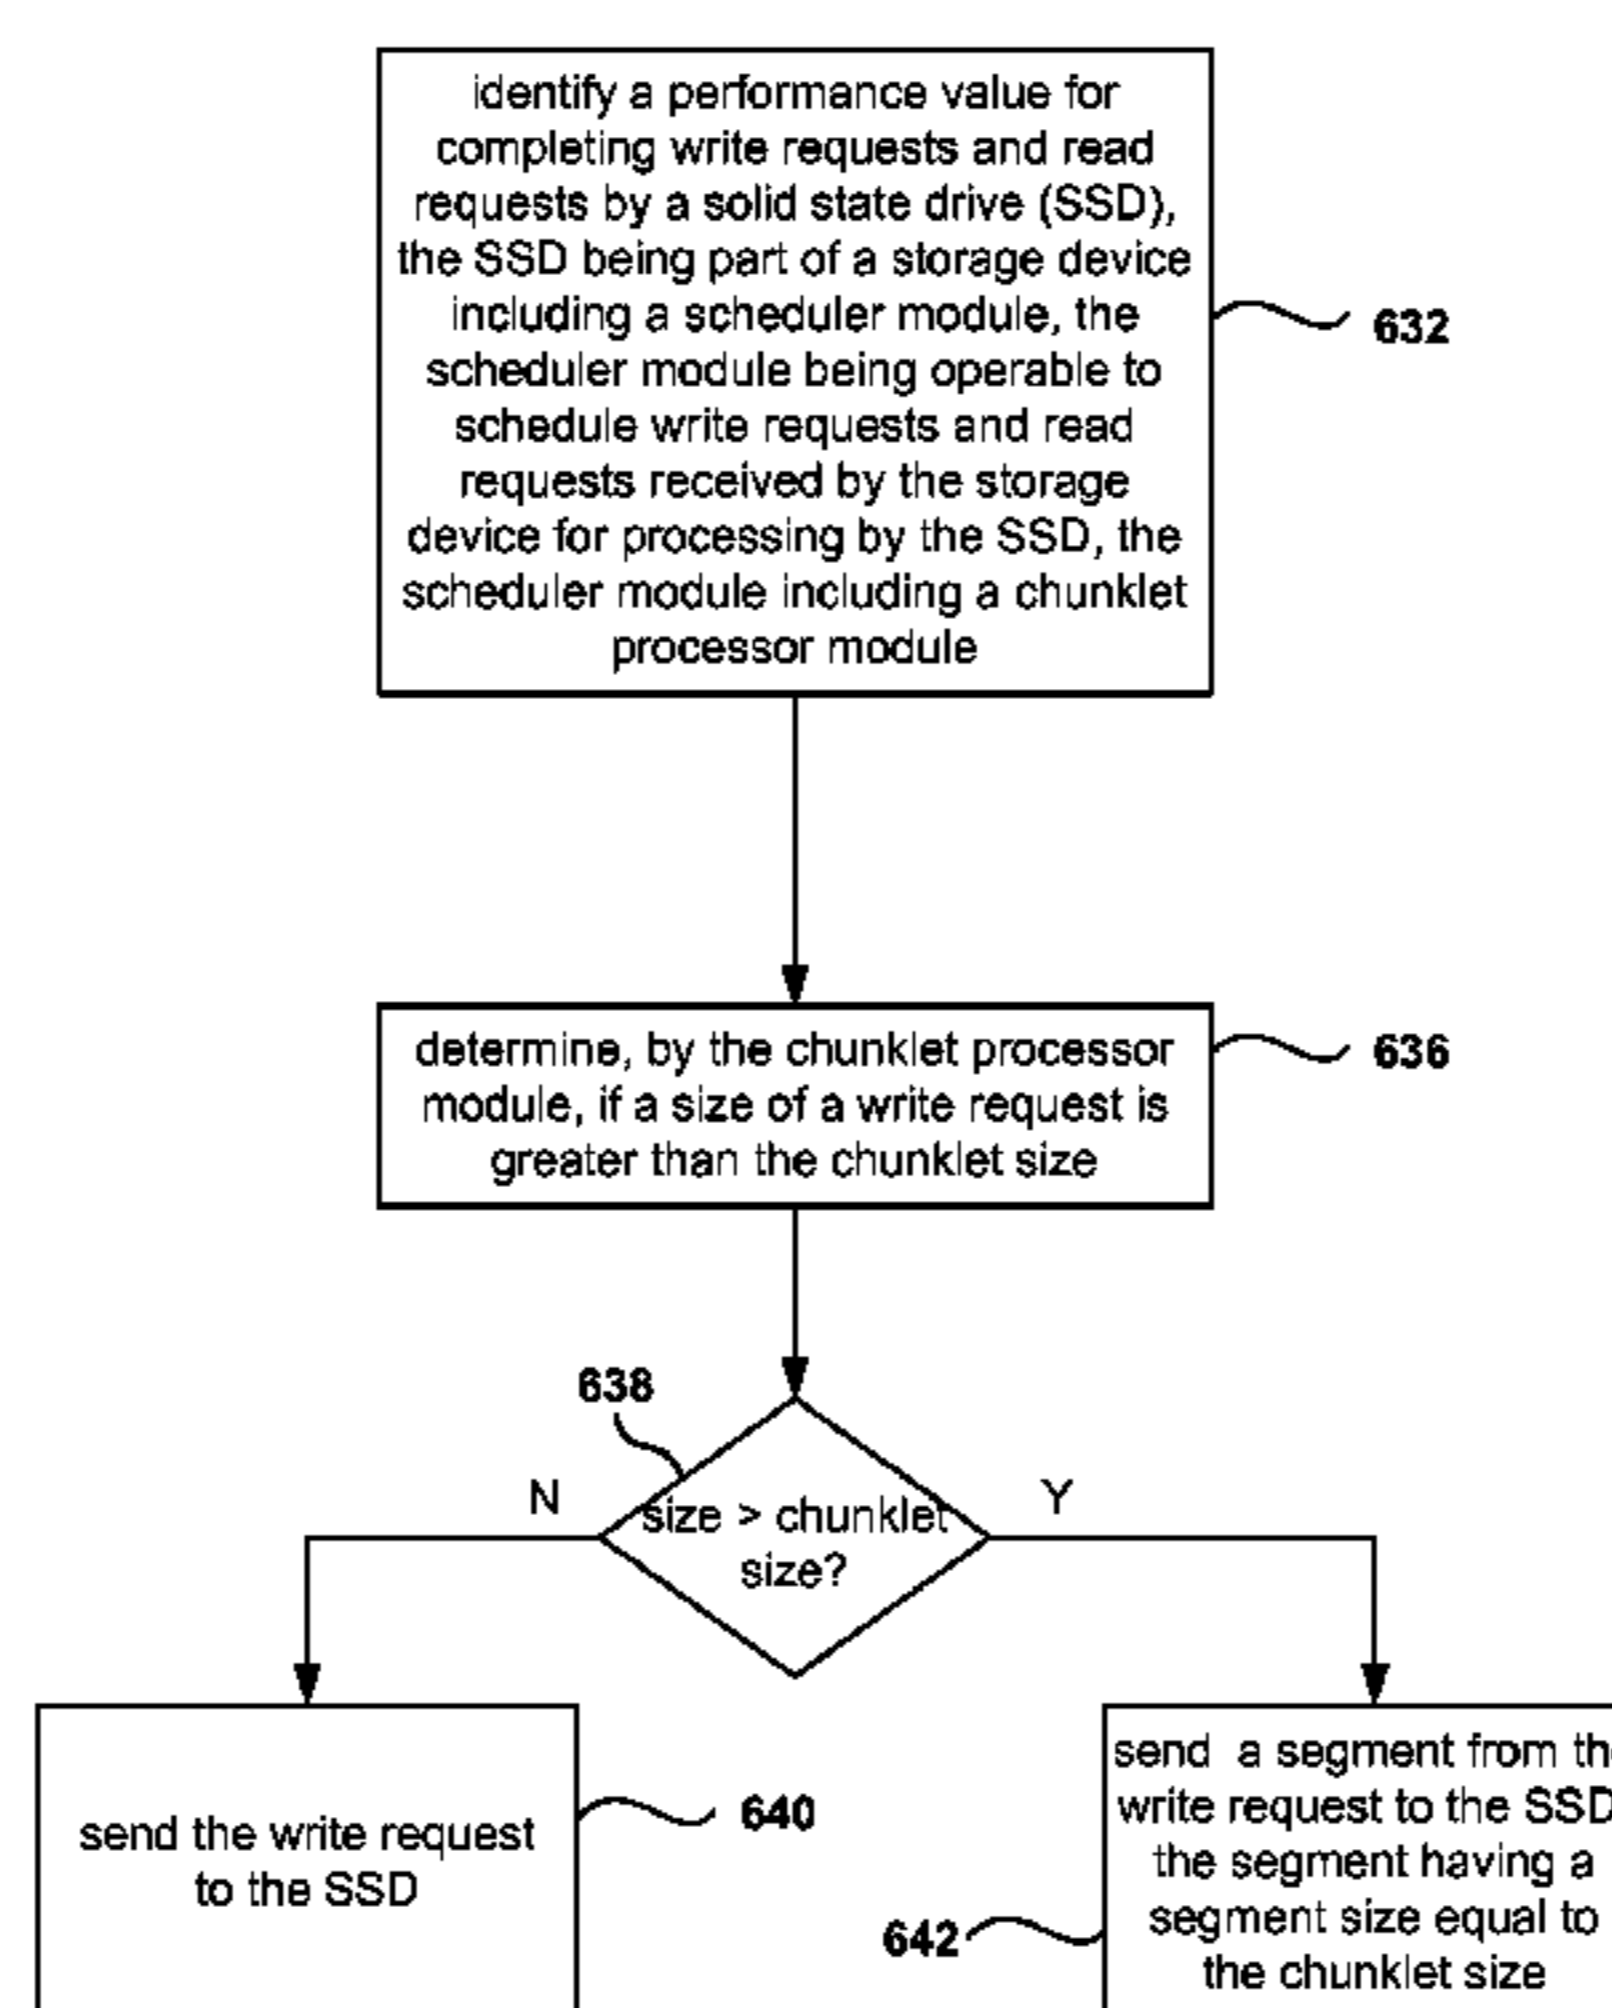 identify a performance value for
completing write requests and read
requests by a solid state drive (SSD),
the SSD being part of a storage device
including a scheduler module, the
scheduler module being operable to
schedule write requests and read
requests received by the storage
device for processing by the SSD, the
scheduler module including a chunklet
processor module
632
determine, by the chunklet processor
module, if a size of a write request is
greater than the chunklet size
636
638
N
Y
size > chunklet
size?
send the write request
to the SSD
640
send a segment from the
write request to the SSD
the segment having a
segment size equal to
the chunklet size
642